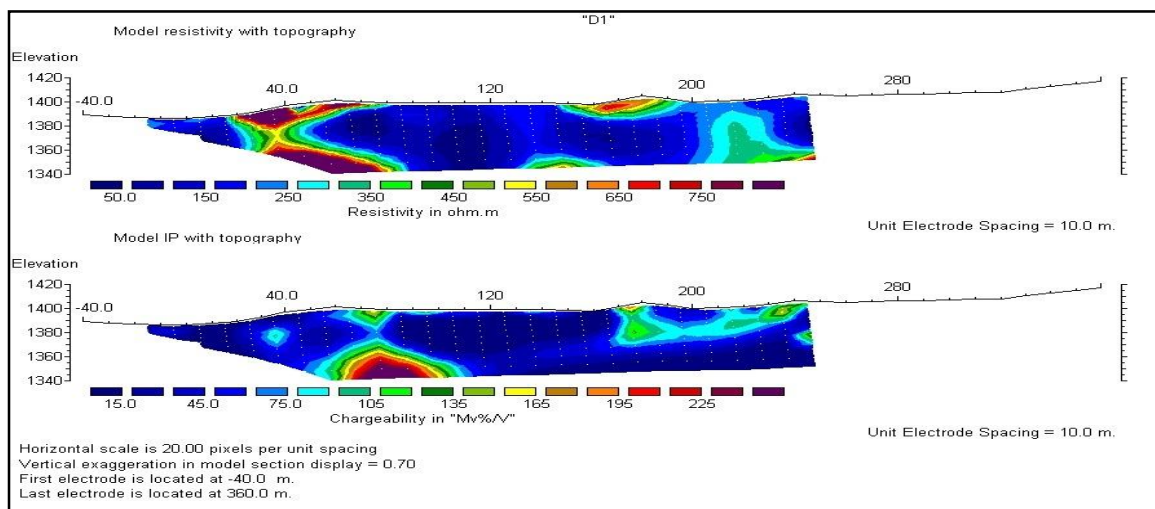 "D1"
Model resistivity with topography
Elevation
1420
1400
1380
1360
1340
-40.0 40.0 120 200 280
50.0 150 250 350 450 550 650 750
Resistivity in ohm.m
Unit Electrode Spacing = 10.0 m.
Model IP with topography
Elevation
1420
1400
1380
1360
1340
-40.0 40.0 120 200 280
15.0 45.0 75.0 105 135 165 195 225
Chargeability in "Mv%/V"
Unit Electrode Spacing = 10.0 m.
Horizontal scale is 20.00 pixels per unit spacing
Vertical exaggeration in model section display = 0.70
First electrode is located at -40.0 m.
Last electrode is located at 360.0 m.